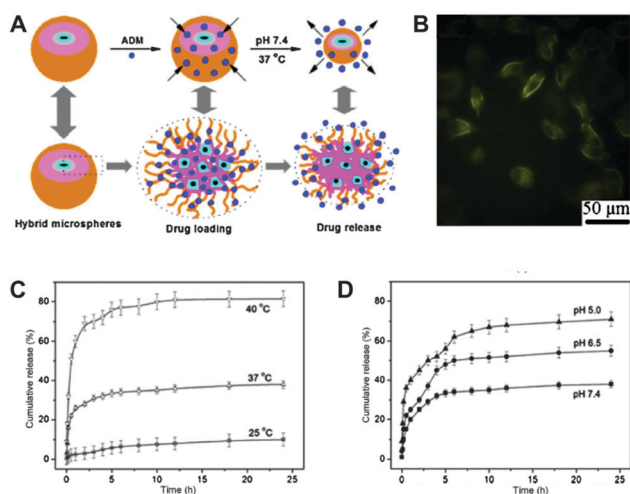 A
ADM
pH 7.4
37 °C
Hybrid microspheres
Drug loading
Drug release
B
50 μm
C
Cumulative release (%)
80
60
40
20
0
40 °C
37 °C
25 °C
0 5 10 15 20 25
Time (h)
D
Cumulative release (%)
80
60
40
20
0
pH 5.0
pH 6.5
pH 7.4
0 5 10 15 20 25
Time (h)